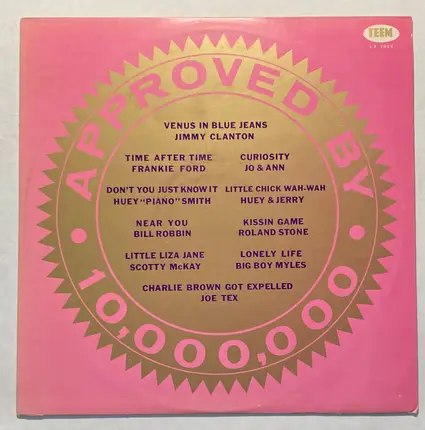 TEEM
APPROVED BY
VENUS IN BLUE JEANS
JIMMY CLANTON
TIME AFTER TIME
FRANKIE FORD
CURIOSITY
JO & ANN
DON'T YOU JUST KNOW IT
HUEY "PIANO" SMITH
LITTLE CHICK WAH-WAH
HUEY & JERRY
NEAR YOU
BILL ROBBIN
KISSIN GAME
ROLAND STONE
LITTLE LIZA JANE
SCOTTY McKAY
LONELY LIFE
BIG BOY MYLES
CHARLIE BROWN GOT EXPELLED
JOE TEX
• 10,000,000 •